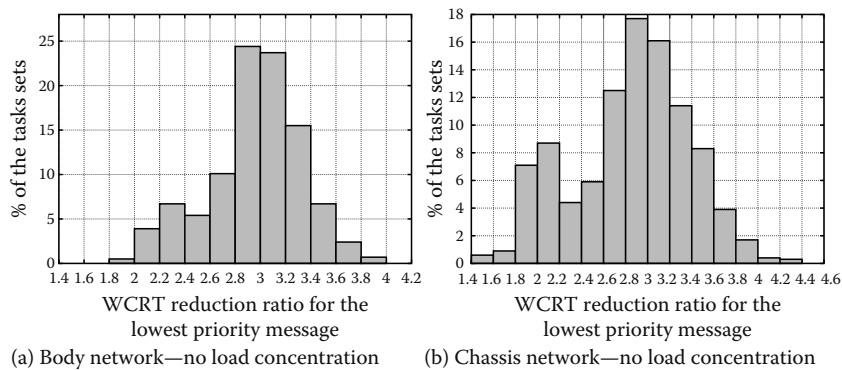 25
20
15
10
5
0
% of the tasks sets
1.4 1.6 1.8 2 2.2 2.4 2.6 2.8 3 3.2 3.4 3.6 3.8 4 4.2
WCRT reduction ratio for the
lowest priority message
(a) Body network—no load concentration
18
16
14
12
10
8
6
4
2
0
% of the tasks sets
1.4 1.6 1.8 2 2.2 2.4 2.6 2.8 3 3.2 3.4 3.6 3.8 4 4.2 4.4 4.6
WCRT reduction ratio for the
lowest priority message
(b) Chassis network—no load concentration